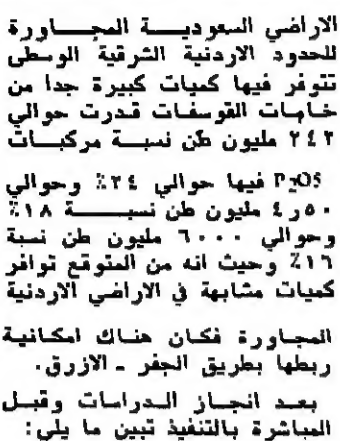 الاراضي السعودية المجاورة
للحدود الاردنية الشرقية الوسطى
تتوفر فيها كميات كبيرة جدا من
خامات الفوسفات قدرت حوالي
٢٤٢ مليون طن نسبة مركبات
P2O5 فيها حوالي ٢٤٪ وحوالي
٥٠ر٤ مليون طن نسبة ١٨٪
وحوالي ٦٠٠٠ مليون طن نسبة
١٦٪ وحيث انه من المتوقع توافر
كميات مشابهة في الاراضي الاردنية
المجاورة فكان هناك امكانية
ربطها بطريق الجفر ـ الازرق.
بعد انجاز الدراسات وقبل
المباشرة بالتنفيذ تبين ما يلي: